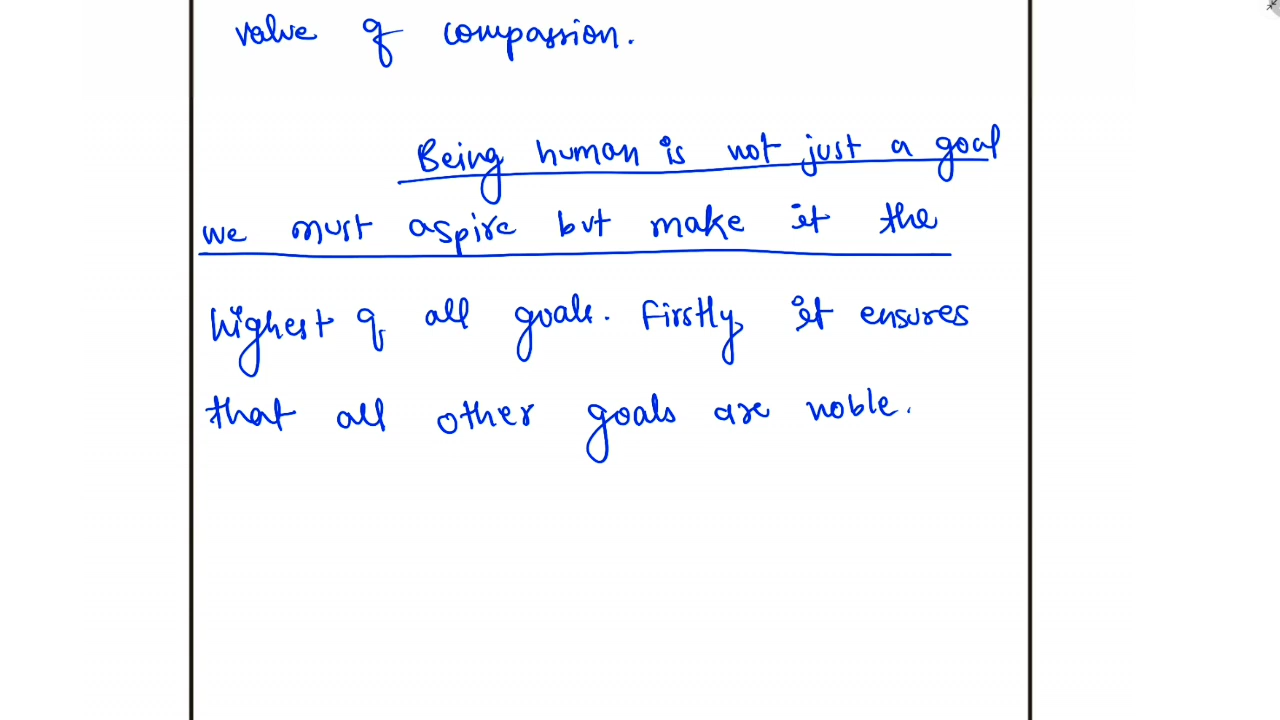 value of compassion.
Being human is not just a goal
we must aspire but make it the
highest of all goals. Firstly, it ensures
that all other goals are noble.